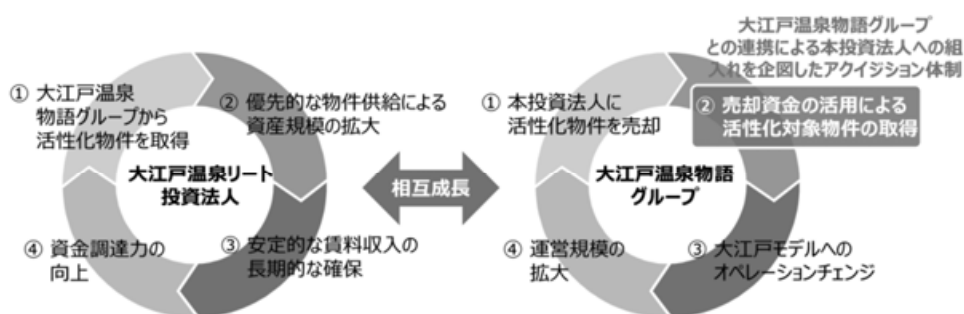 ① 大江戸温泉
物語グループから
活性化物件を取得
② 優先的な物件供給による
資産規模の拡大
大江戸温泉リート
投資法人
④ 資金調達力の
向上
③ 安定的な賃料収入の
長期的な確保
相互成長
大江戸温泉物語グループ
との連携による本投資法人への組
入れを企図したアクイジション体制
① 本投資法人に
活性化物件を売却
② 売却資金の活用による
活性化対象物件の取得
大江戸温泉物語
グループ
④ 運営規模の
拡大
③ 大江戸モデルへの
オペレーションチェンジ